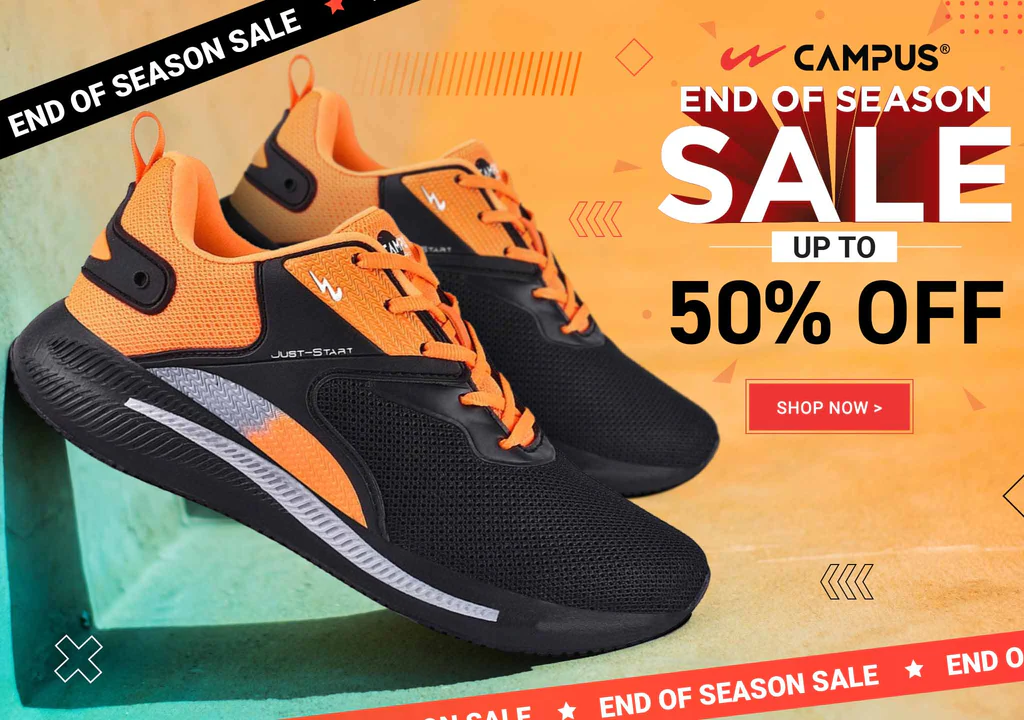 END OF SEASON SALE
CAMPUS®
END OF SEASON
SALE
UP TO
50% OFF
SHOP NOW >
JUST-START
END OF SEASON SALE
END O